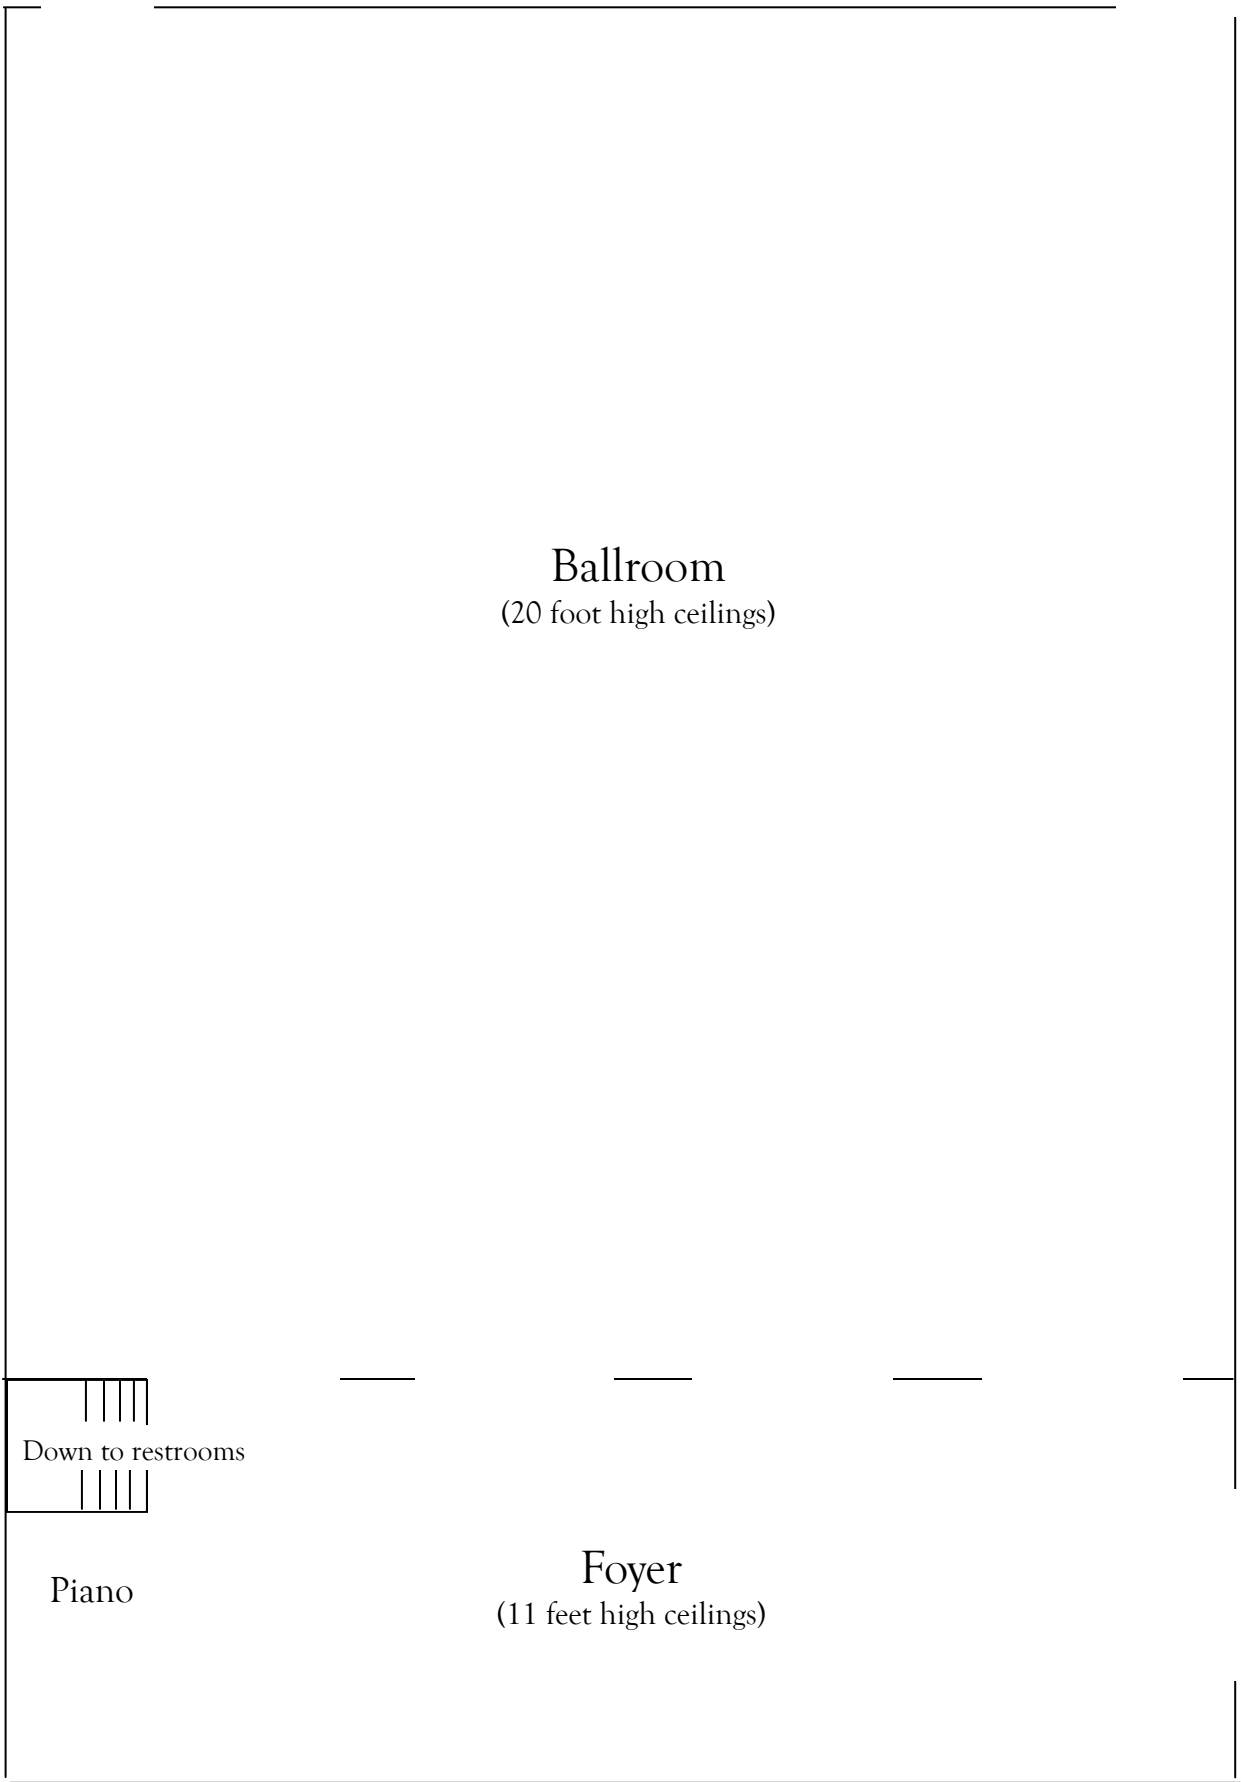 Ballroom
(20 foot high ceilings)
Down to restrooms
Foyer
(11 feet high ceilings)
Piano